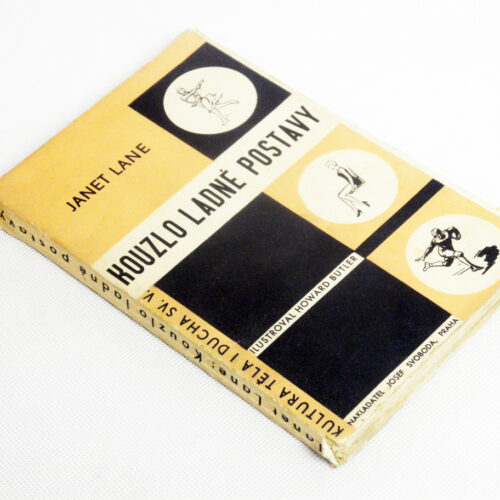 JANET LANE
KOUZLO LADNÉ POSTAVY
ILUSTROVAL HOWARD BUTLER
KULTURA TĚLA I DUCHA SV. V.
NAKLADATEL JOSEF SVOBODA, PRAHA
Janet Lane: Kouzlo ladné postavy